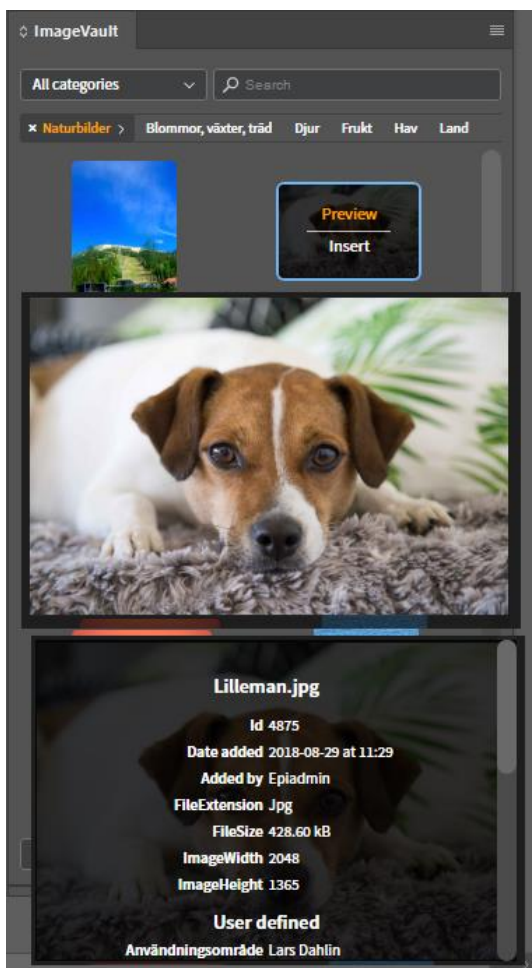 ImageVault
All categories Search
× Naturbilder > Blommor, växter, träd Djur Frukt Hav Land
Preview
Insert
Lilleman.jpg
Id 4875
Date added 2018-08-29 at 11:29
Added by Epiadmin
FileExtension Jpg
FileSize 428.60 kB
ImageWidth 2048
ImageHeight 1365
User defined
Användningsområde Lars Dahlin